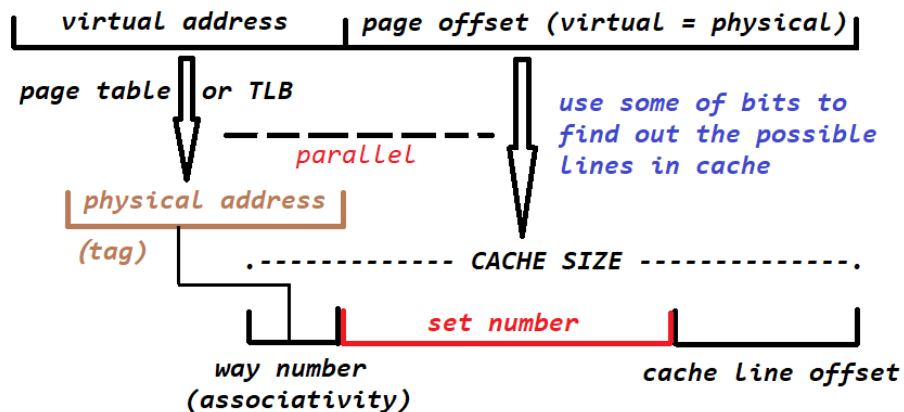 virtual address page offset (virtual = physical)
page table or TLB
use some of bits to
find out the possible
lines in cache
parallel
physical address
(tag)
.------------- CACHE SIZE --------------.
set number
way number
(associativity)
cache line offset